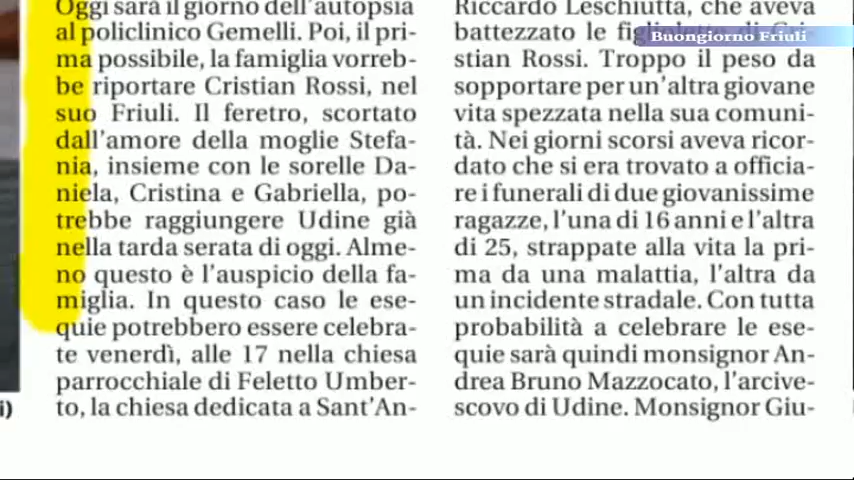 Oggi sarà il giorno dell'autopsia
al policlinico Gemelli. Poi, il pri-
ma possibile, la famiglia vorreb-
be riportare Cristian Rossi, nel
suo Friuli. Il feretro, scortato
dall'amore della moglie Stefa-
nia, insieme con le sorelle Da-
niela, Cristina e Gabriella, po-
trebbe raggiungere Udine già
nella tarda serata di oggi. Alme-
no questo è l'auspicio della fa-
miglia. In questo caso le ese-
quie potrebbero essere celebra-
te venerdì, alle 17 nella chiesa
parrocchiale di Feletto Umber-
to, la chiesa dedicata a Sant'An-
i)
Riccardo Leschiutta, che aveva
battezzato le
stian Rossi. Troppo il peso da
sopportare per un'altra giovane
vita spezzata nella sua comuni-
tà. Nei giorni scorsi aveva ricor-
dato che si era trovato a officia-
re i funerali di due giovanissime
ragazze, l'una di 16 anni e l'altra
di 25, strappate alla vita la pri-
ma da una malattia, l'altra da
un incidente stradale. Con tutta
probabilità a celebrare le ese-
quie sarà quindi monsignor An-
drea Bruno Mazzocato, l'arcive-
scovo di Udine. Monsignor Giu-
Buongiorno Friuli